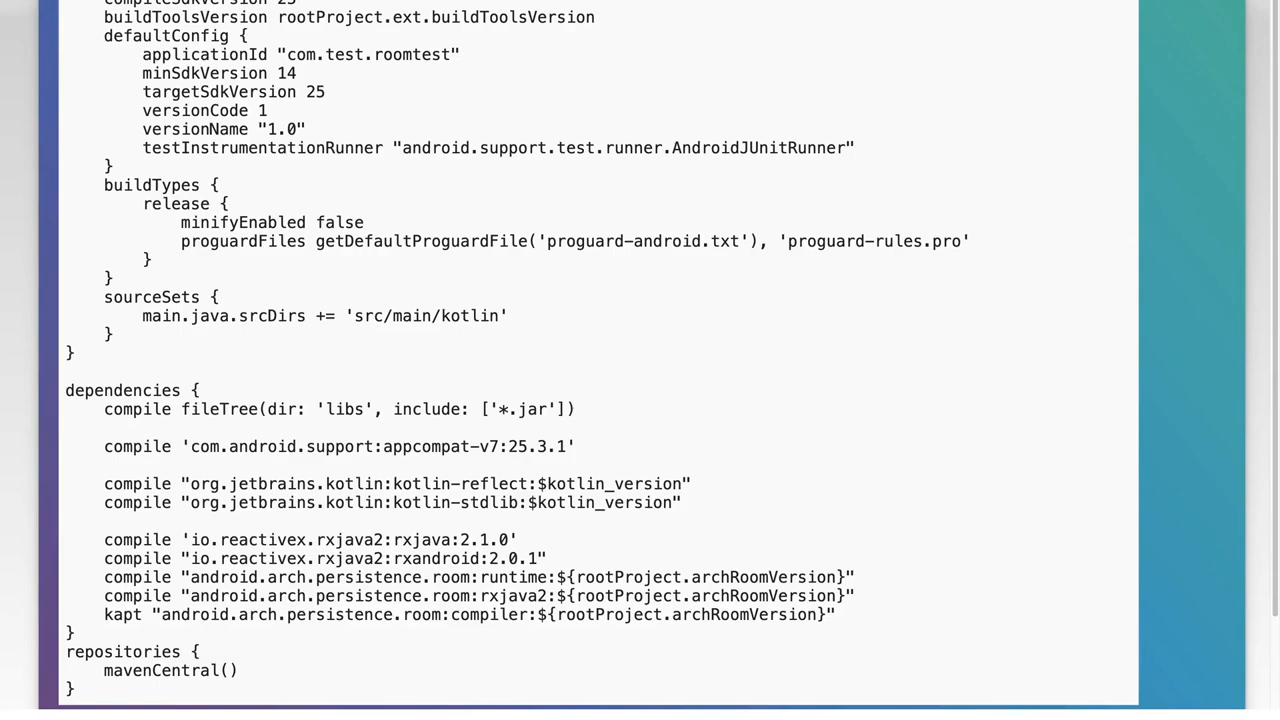 compileSdkVersion 25
buildToolsVersion rootProject.ext.buildToolsVersion
defaultConfig {
applicationId "com.test.roomtest"
minSdkVersion 14
targetSdkVersion 25
versionCode 1
versionName "1.0"
testInstrumentationRunner "android.support.test.runner.AndroidJUnitRunner"
}
buildTypes {
release {
minifyEnabled false
proguardFiles getDefaultProguardFile('proguard-android.txt'), 'proguard-rules.pro'
}
}
sourceSets {
main.java.srcDirs += 'src/main/kotlin'
}
}
dependencies {
compile fileTree(dir: 'libs', include: ['*.jar'])
compile 'com.android.support:appcompat-v7:25.3.1'
compile "org.jetbrains.kotlin:kotlin-reflect:$kotlin_version"
compile "org.jetbrains.kotlin:kotlin-stdlib:$kotlin_version"
compile 'io.reactivex.rxjava2:rxjava:2.1.0'
compile "io.reactivex.rxjava2:rxandroid:2.0.1"
compile "android.arch.persistence.room:runtime:${rootProject.archRoomVersion}"
compile "android.arch.persistence.room:rxjava2:${rootProject.archRoomVersion}"
kapt "android.arch.persistence.room:compiler:${rootProject.archRoomVersion}"
}
repositories {
mavenCentral()
}